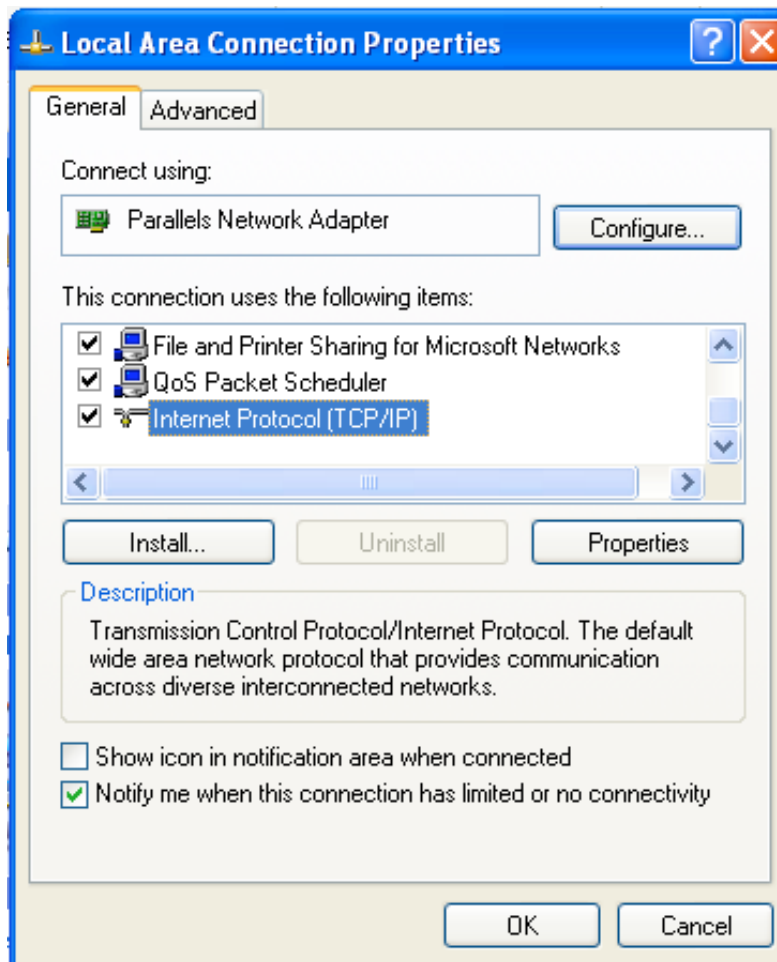 Local Area Connection Properties
General
Advanced
Connect using:
Parallels Network Adapter
Configure...
This connection uses the following items:
File and Printer Sharing for Microsoft Networks
QoS Packet Scheduler
Internet Protocol (TCP/IP)
Install...
Uninstall
Properties
Description
Transmission Control Protocol/Internet Protocol. The default
wide area network protocol that provides communication
across diverse interconnected networks.
Show icon in notification area when connected
Notify me when this connection has limited or no connectivity
OK
Cancel